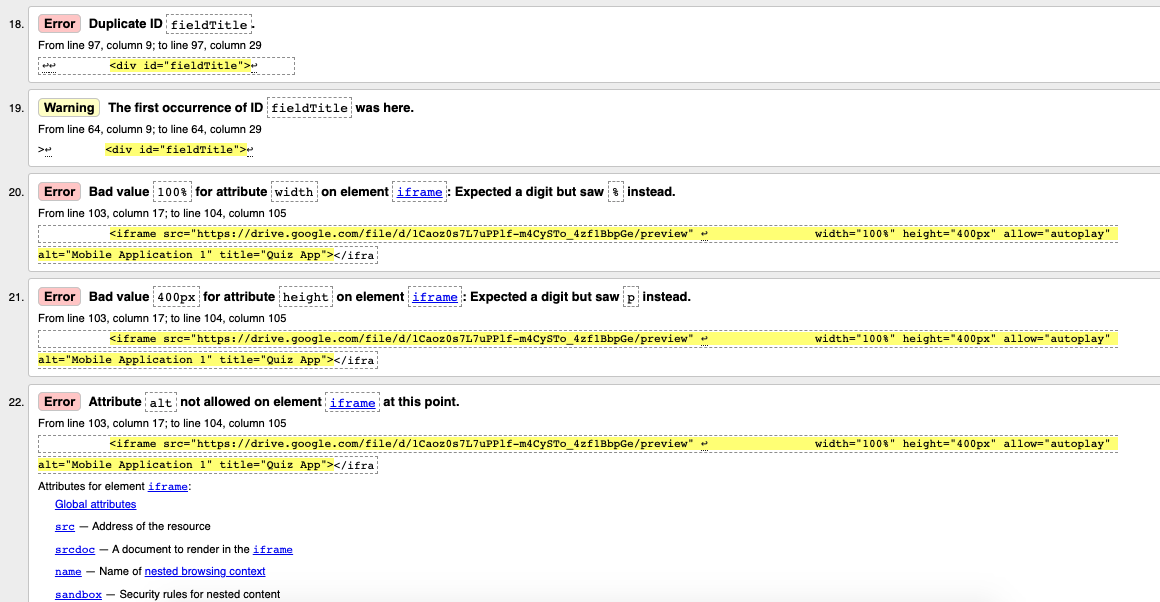 18. Error Duplicate ID fieldTitle.
From line 97, column 9; to line 97, column 29
↩↩ <div id="fieldTitle">↩
19. Warning The first occurrence of ID fieldTitle was here.
From line 64, column 9; to line 64, column 29
>↩ <div id="fieldTitle">↩
20. Error Bad value 100% for attribute width on element iframe: Expected a digit but saw % instead.
From line 103, column 17; to line 104, column 105
<iframe src="https://drive.google.com/file/d/1Caoz0s7L7uPPlf-m4CySTo_4zf1BbpGe/preview" ↩ width="100%" height="400px" allow="autoplay"
alt="Mobile Application 1" title="Quiz App"></ifra
21. Error Bad value 400px for attribute height on element iframe: Expected a digit but saw p instead.
From line 103, column 17; to line 104, column 105
<iframe src="https://drive.google.com/file/d/1Caoz0s7L7uPPlf-m4CySTo_4zf1BbpGe/preview" ↩ width="100%" height="400px" allow="autoplay"
alt="Mobile Application 1" title="Quiz App"></ifra
22. Error Attribute alt not allowed on element iframe at this point.
From line 103, column 17; to line 104, column 105
<iframe src="https://drive.google.com/file/d/1Caoz0s7L7uPPlf-m4CySTo_4zf1BbpGe/preview" ↩ width="100%" height="400px" allow="autoplay"
alt="Mobile Application 1" title="Quiz App"></ifra
Attributes for element iframe:
Global attributes
src — Address of the resource
srcdoc — A document to render in the iframe
name — Name of nested browsing context
sandbox — Security rules for nested content